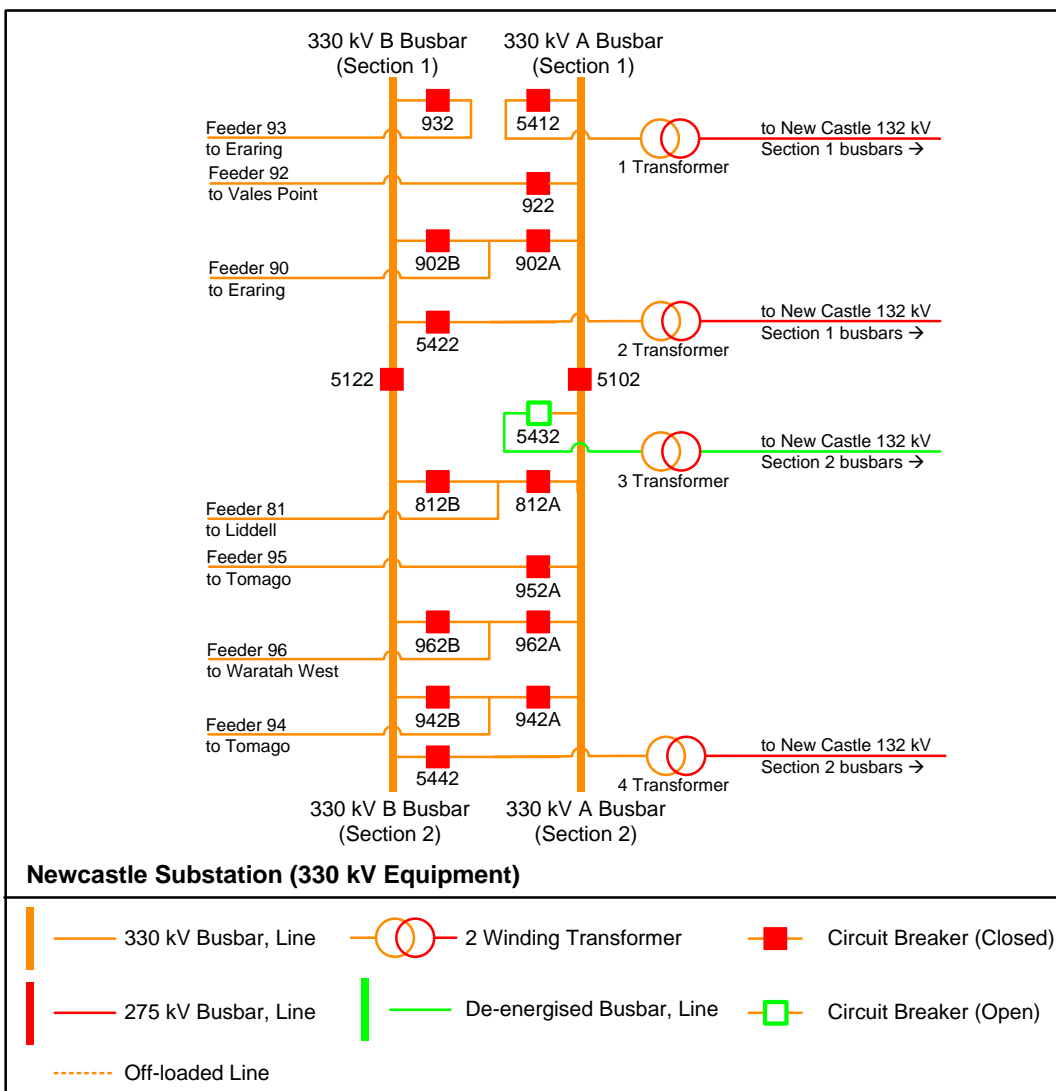 330 kV B Busbar
(Section 1)
330 kV A Busbar
(Section 1)
932
5412
Feeder 93
to Eraring
to New Castle 132 kV
Section 1 busbars →
1 Transformer
Feeder 92
to Vales Point
922
902B
902A
Feeder 90
to Eraring
5422
to New Castle 132 kV
Section 1 busbars →
2 Transformer
5122
5102
5432
to New Castle 132 kV
Section 2 busbars →
3 Transformer
812B
812A
Feeder 81
to Liddell
Feeder 95
to Tomago
952A
962B
962A
Feeder 96
to Waratah West
942B
942A
Feeder 94
to Tomago
5442
to New Castle 132 kV
Section 2 busbars →
4 Transformer
330 kV B Busbar
(Section 2)
330 kV A Busbar
(Section 2)
Newcastle Substation (330 kV Equipment)
330 kV Busbar, Line
2 Winding Transformer
Circuit Breaker (Closed)
275 kV Busbar, Line
De-energised Busbar, Line
Circuit Breaker (Open)
Off-loaded Line